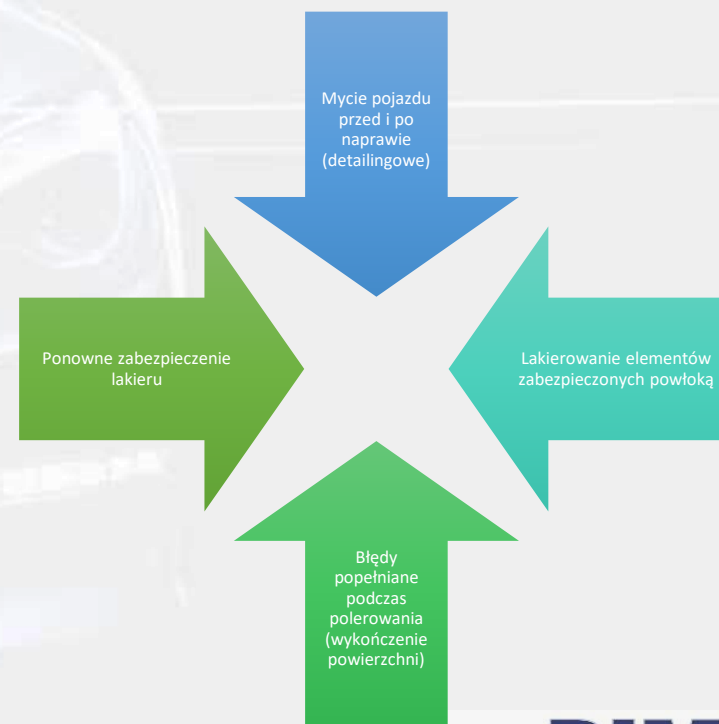 Mycie pojazdu
przed i po
naprawie
(detailingowe)
Ponowne zabezpieczenie
lakieru
Lakierowanie elementów
zabezpieczonych powłoką
Błędy
popełniane
podczas
polerowania
(wykończenie
powierzchni)